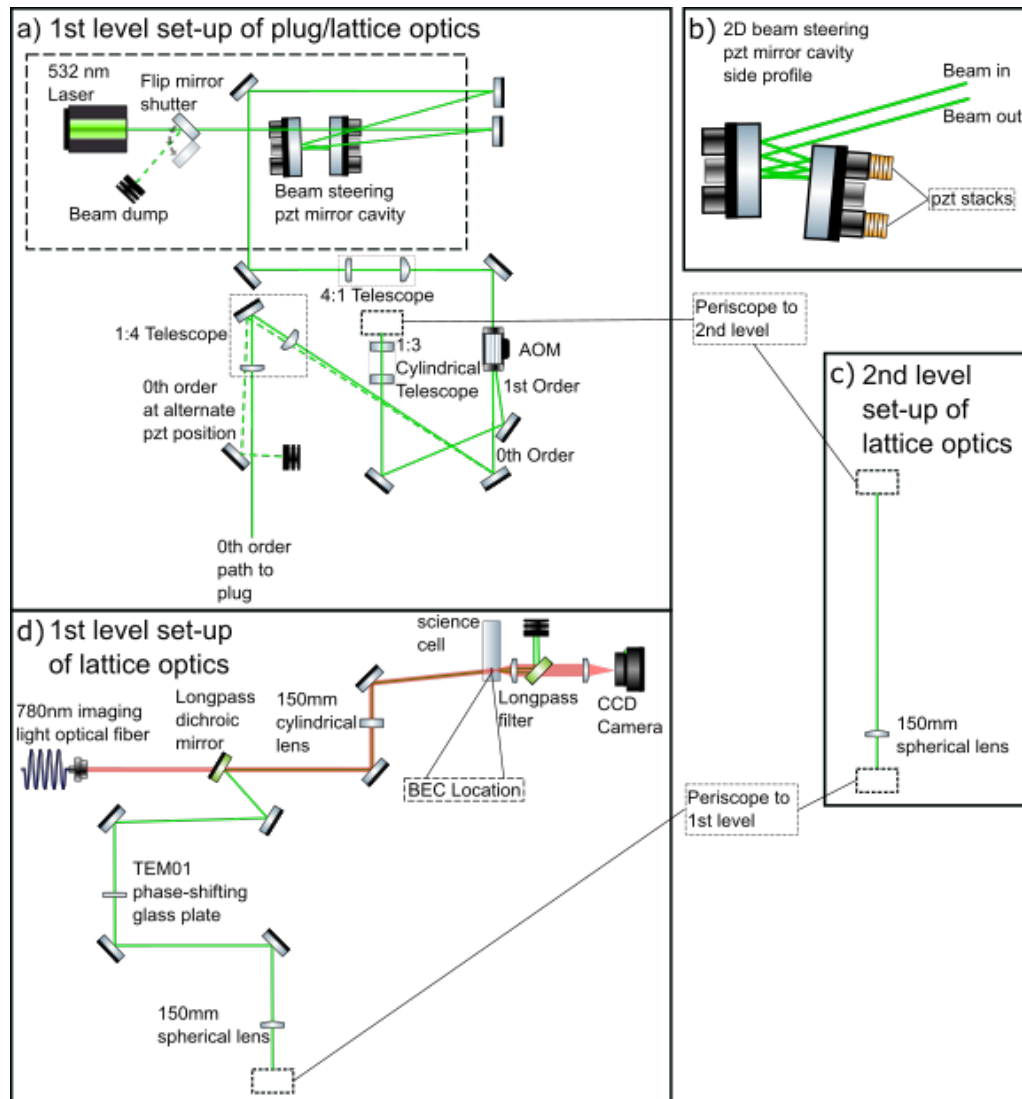 a) 1st level set-up of plug/lattice optics
532 nm
Laser
Flip mirror
shutter
Beam dump
Beam steering
pzt mirror cavity
4:1 Telescope
1:4 Telescope
1:3
Cylindrical
Telescope
AOM
1st Order
0th order
at alternate
pzt position
0th Order
0th order
path to
plug
b) 2D beam steering
pzt mirror cavity
side profile
Beam in
Beam out
pzt stacks
Periscope to
2nd level
c) 2nd level
set-up of
lattice optics
150mm
spherical lens
Periscope to
1st level
d) 1st level set-up
of lattice optics
science
cell
780nm imaging
light optical fiber
Longpass
dichroic
mirror
150mm
cylindrical
lens
Longpass
filter
CCD
Camera
BEC Location
TEM01
phase-shifting
glass plate
150mm
spherical lens